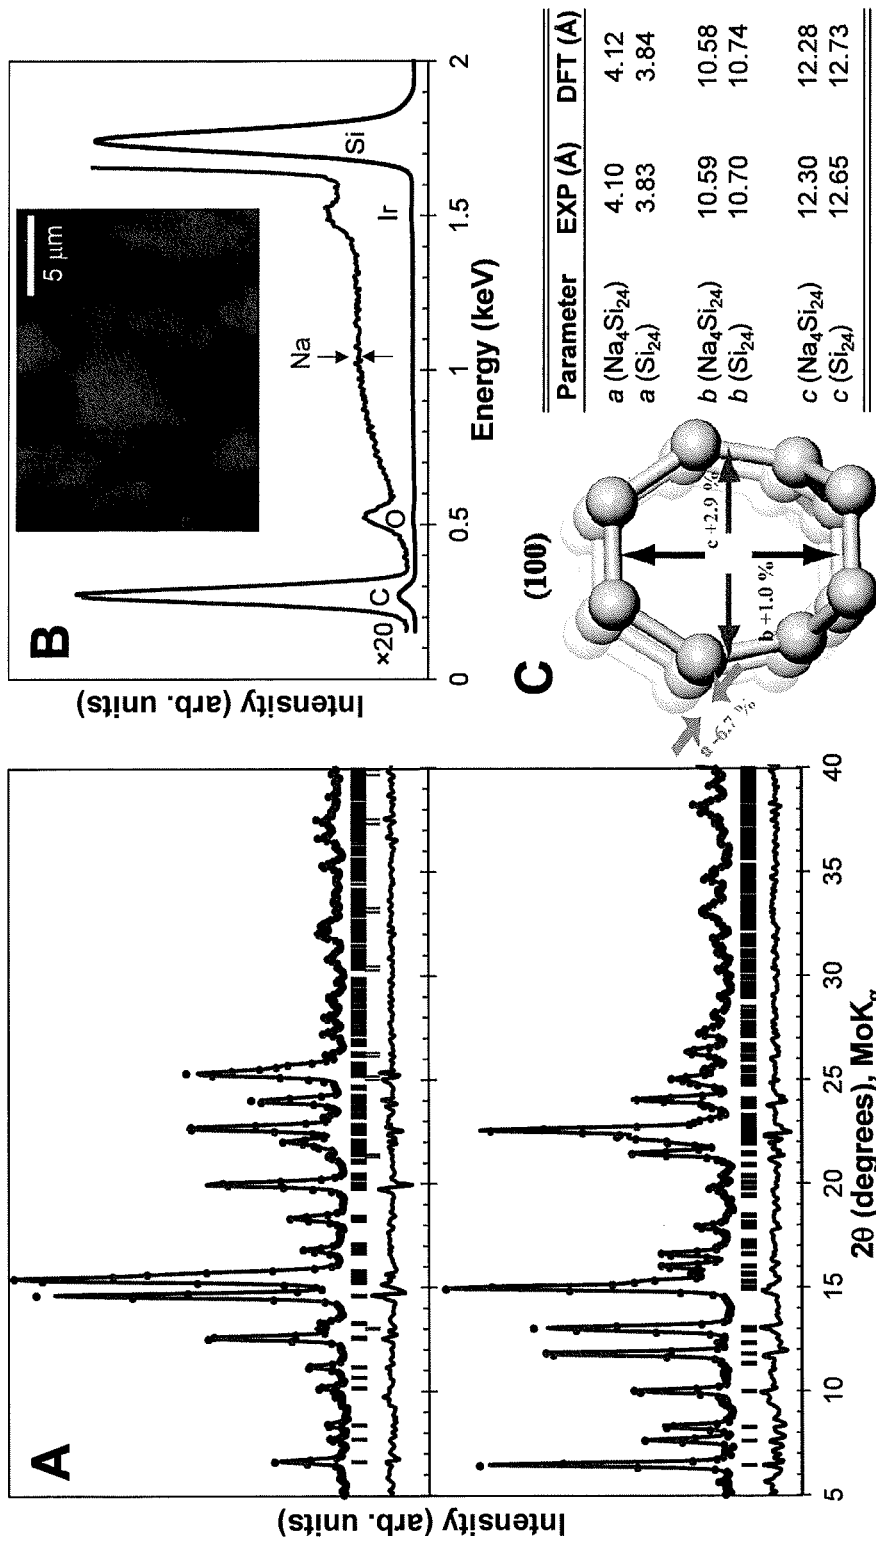 A
Intensity (arb. units)
5 10 15 20 25 30 35 40
2θ (degrees), MoKα
B
Intensity (arb. units)
5 μm
×20
C
O
Na
Ir
Si
0 0.5 1 1.5 2
Energy (keV)
C
(100)
c +2.9 %
b +1.0 %
a -6.7 %
Parameter EXP (Å) DFT (Å)
a (Na4Si24) 4.10 4.12
a (Si24) 3.83 3.84
b (Na4Si24) 10.59 10.58
b (Si24) 10.70 10.74
c (Na4Si24) 12.30 12.28
c (Si24) 12.65 12.73